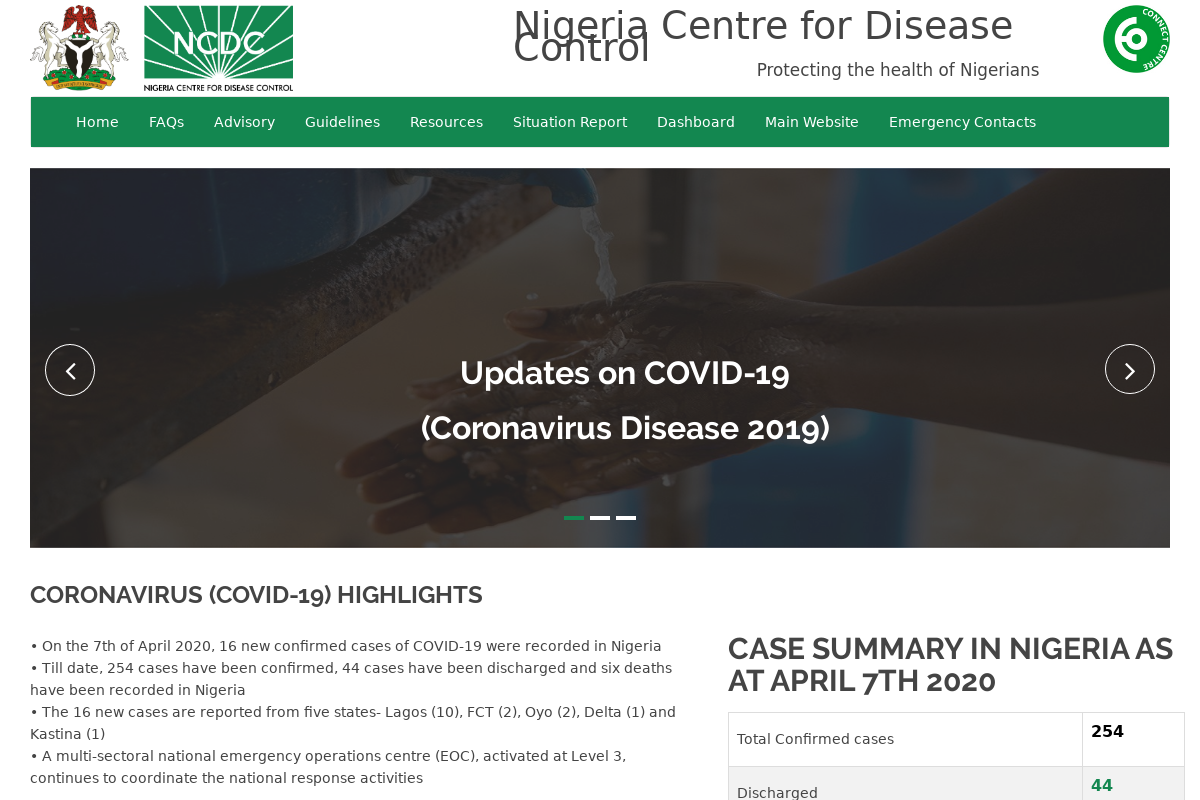 NCDC
NIGERIA CENTRE FOR DISEASE CONTROL
Nigeria Centre for Disease
Control
Protecting the health of Nigerians
CONNECT CENTRE
Home FAQs Advisory Guidelines Resources Situation Report Dashboard Main Website Emergency Contacts
Updates on COVID-19
(Coronavirus Disease 2019)
CORONAVIRUS (COVID-19) HIGHLIGHTS
• On the 7th of April 2020, 16 new confirmed cases of COVID-19 were recorded in Nigeria
• Till date, 254 cases have been confirmed, 44 cases have been discharged and six deaths
have been recorded in Nigeria
• The 16 new cases are reported from five states- Lagos (10), FCT (2), Oyo (2), Delta (1) and
Kastina (1)
• A multi-sectoral national emergency operations centre (EOC), activated at Level 3,
continues to coordinate the national response activities
CASE SUMMARY IN NIGERIA AS
AT APRIL 7TH 2020
Total Confirmed cases 254
Discharged 44